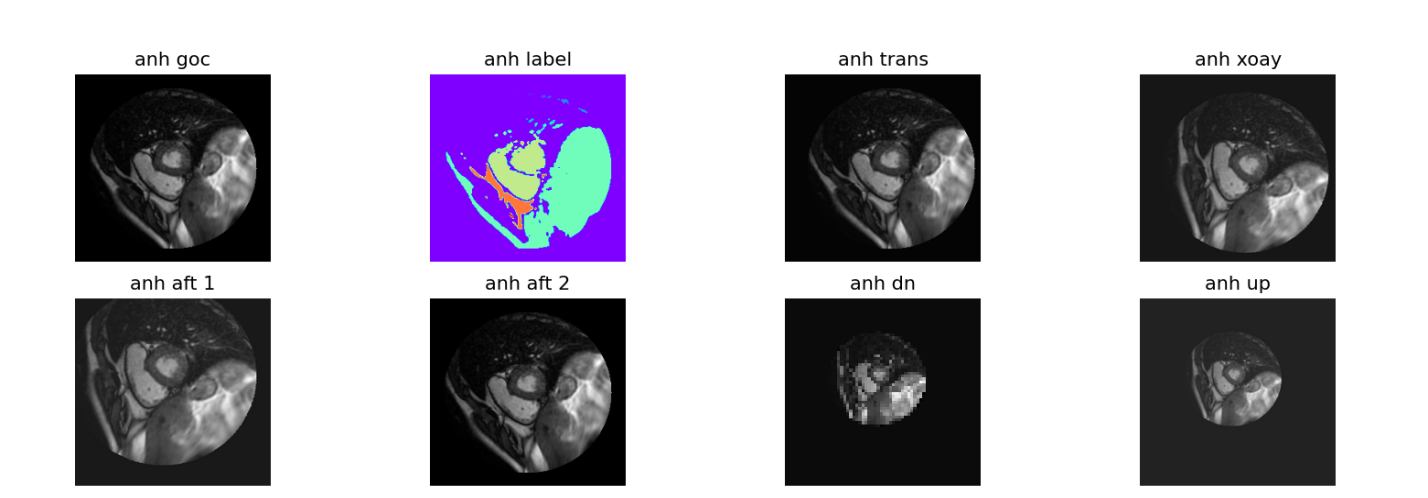 anh goc
anh label
anh trans
anh xoay
anh aft 1
anh aft 2
anh dn
anh up